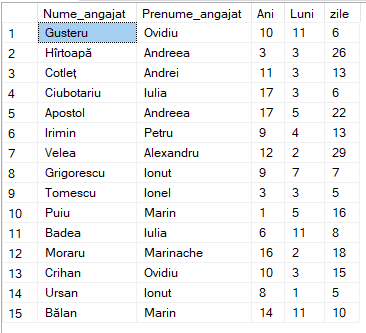 Nume_angajat Prenume_angajat Ani Luni zile
1 Gusteru Ovidiu 10 11 6
2 Hîrtoapă Andreea 3 3 26
3 Cotleț Andrei 11 3 13
4 Ciubotariu Iulia 17 3 6
5 Apostol Andreea 17 5 22
6 Irimin Petru 9 4 13
7 Velea Alexandru 12 2 29
8 Grigorescu Ionut 9 7 7
9 Tomescu Ionel 3 3 5
10 Puiu Marin 1 5 16
11 Badea Iulia 6 11 8
12 Moraru Marinache 16 2 18
13 Crihan Ovidiu 10 3 15
14 Ursan Ionut 8 1 5
15 Bălan Marin 14 11 10